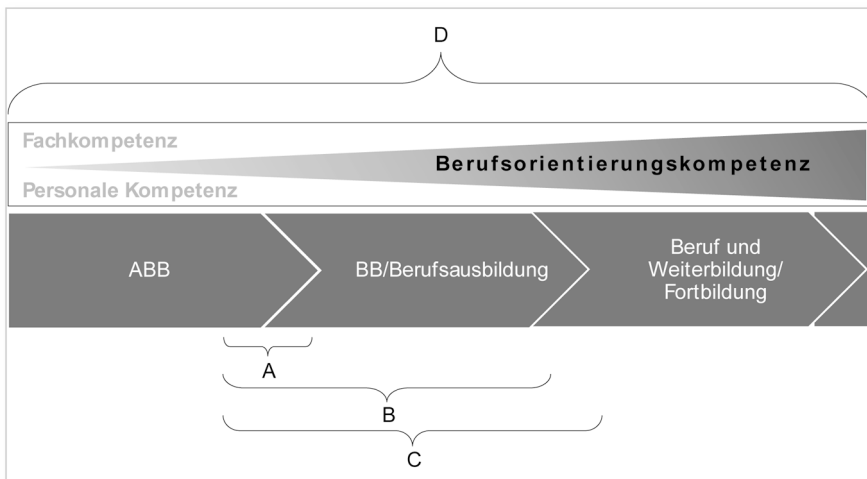 D
Fachkompetenz
Berufsorientierungskompetenz
Personale Kompetenz
ABB
BB/Berufsausbildung
Beruf und
Weiterbildung/
Fortbildung
A
B
C